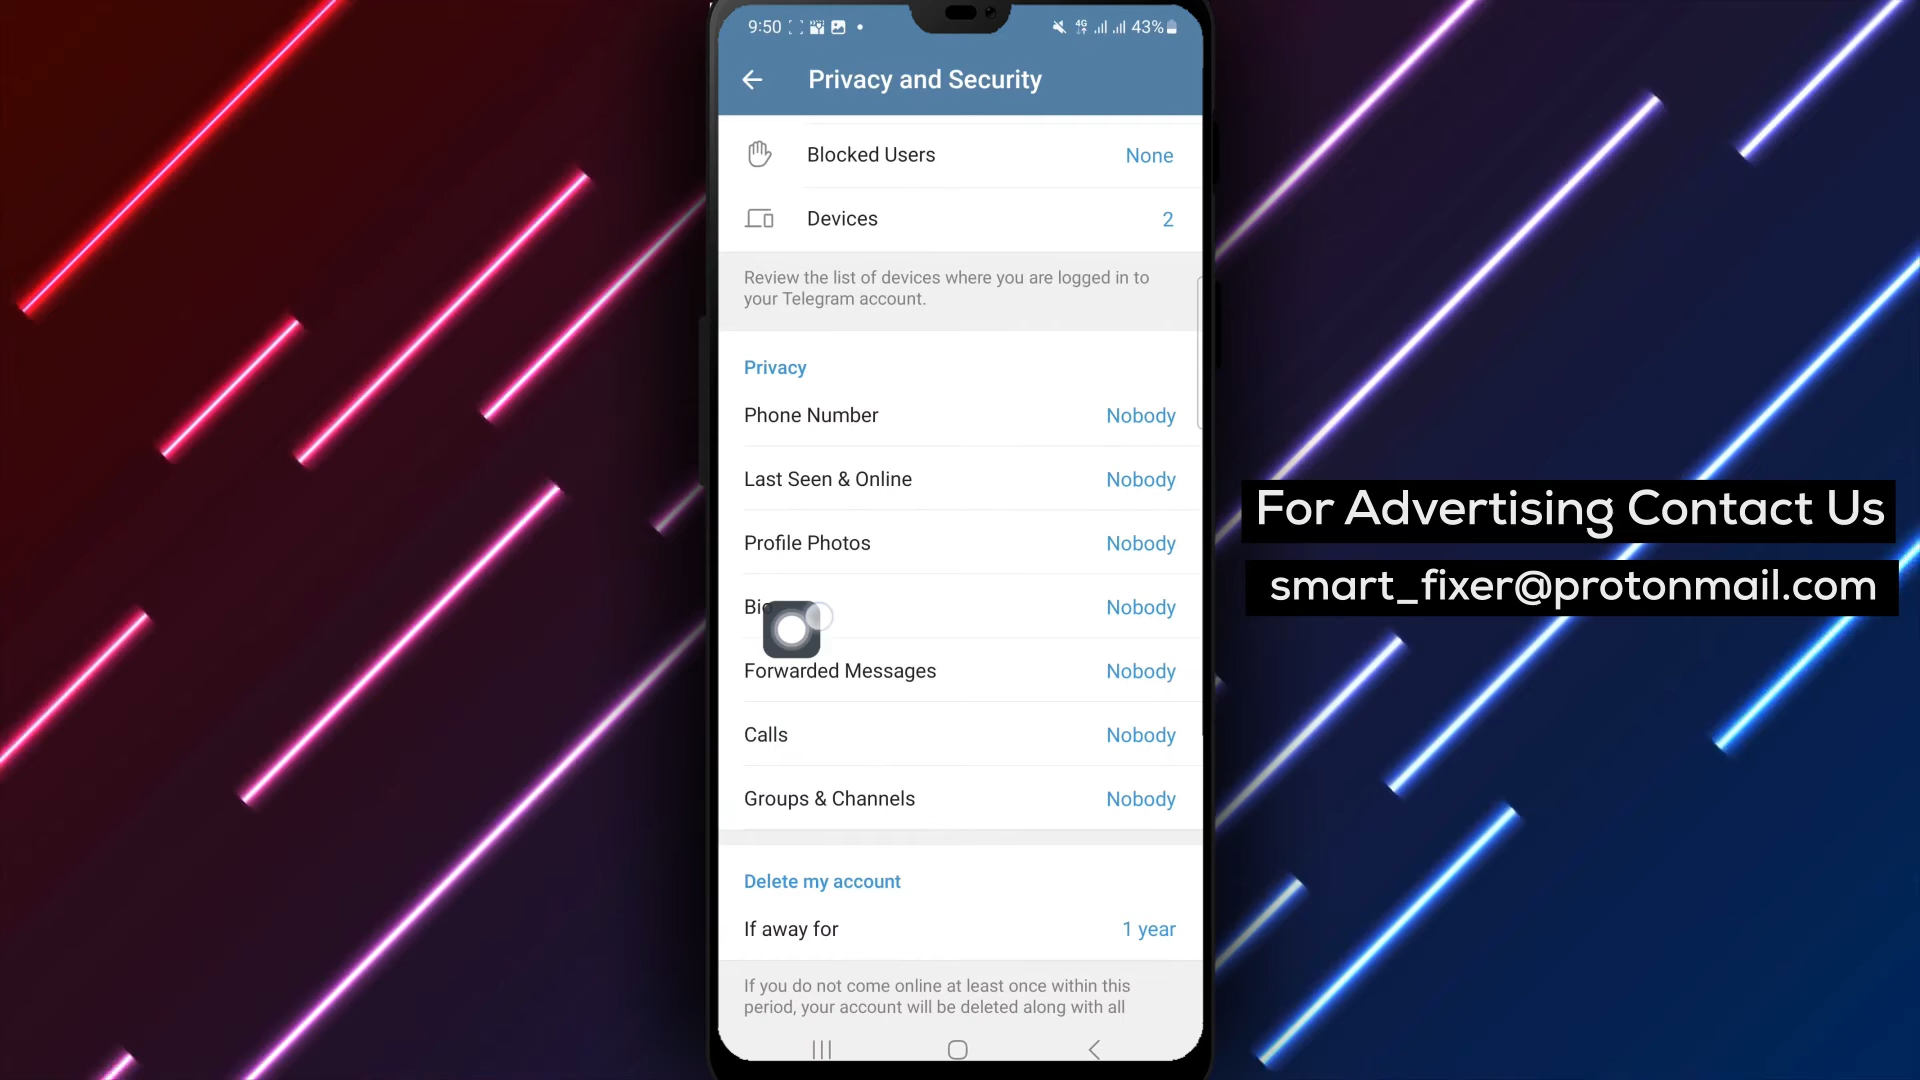 9:50
4G 43%
Privacy and Security
Blocked Users None
Devices 2
Review the list of devices where you are logged in to
your Telegram account.
Privacy
Phone Number Nobody
Last Seen & Online Nobody
Profile Photos Nobody
Bio Nobody
Forwarded Messages Nobody
Calls Nobody
Groups & Channels Nobody
Delete my account
If away for 1 year
If you do not come online at least once within this
period, your account will be deleted along with all
For Advertising Contact Us
smart_fixer@protonmail.com